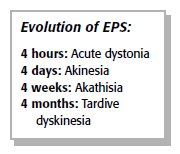 Evolution of EPS:
4 hours: Acute dystonia
4 days: Akinesia
4 weeks: Akathisia
4 months: Tardive
dyskinesia